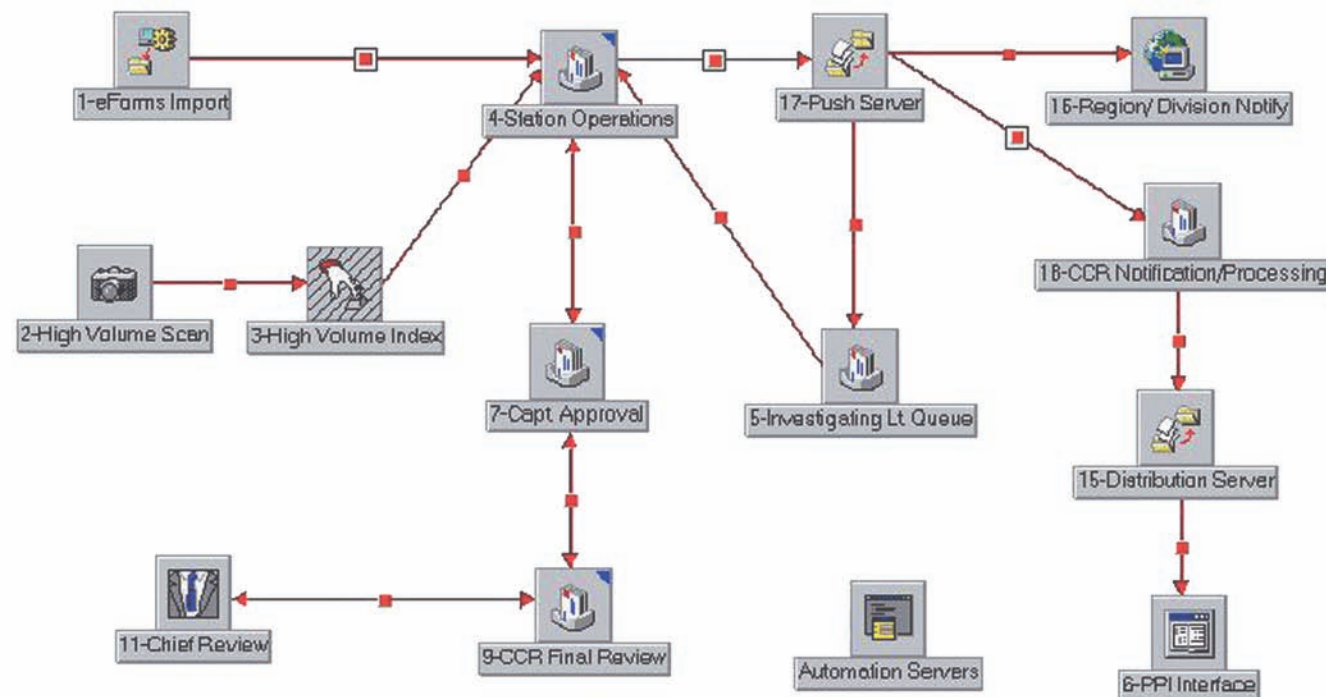 1-eForms Import
4-Station Operations
17-Push Server
16-Region/ Division Notify
18-CCR Notification/Processing
2-High Volume Scan
3-High Volume Index
7-Capt. Approval
5-Investigating Lt. Queue
15-Distribution Server
11-Chief Review
9-CCR Final Review
Automation Servers
6-PPI Interface